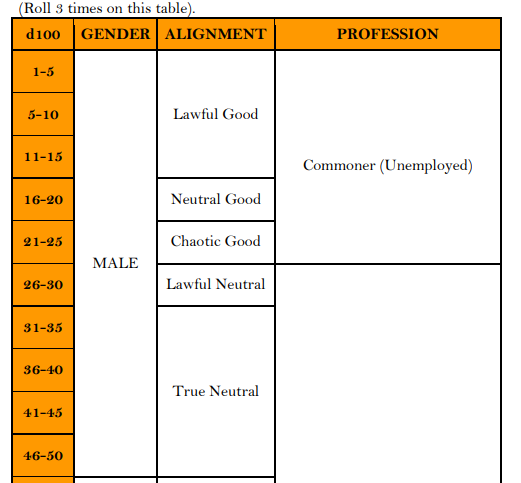 (Roll 3 times on this table).
d100 GENDER ALIGNMENT PROFESSION
1-5
5-10 Lawful Good
11-15
Commoner (Unemployed)
16-20 Neutral Good
21-25 Chaotic Good
MALE
26-30 Lawful Neutral
31-35
36-40
True Neutral
41-45
46-50